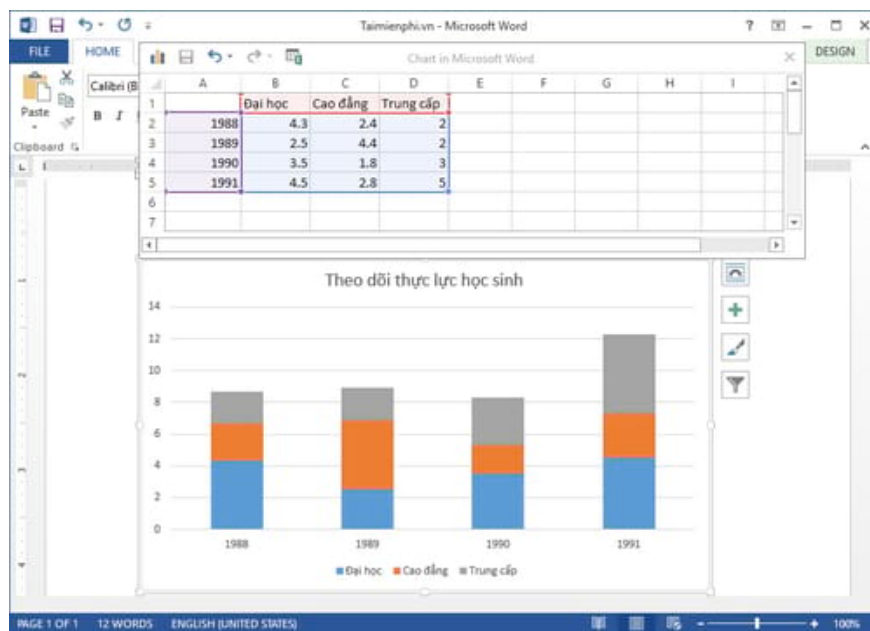 Taimienphi.vn - Microsoft Word
FILE HOME DESIGN
Chart in Microsoft Word
Paste
Calibri (B
B I
Clipboard
A B C D E F G H I
1 Đại học Cao đẳng Trung cấp
2 1988 4.3 2.4 2
3 1989 2.5 4.4 2
4 1990 3.5 1.8 3
5 1991 4.5 2.8 5
6
7
Theo dõi thực lực học sinh
14
12
10
8
6
4
2
0
1988 1989 1990 1991
Đại học Cao đẳng Trung cấp
PAGE 1 OF 1 12 WORDS ENGLISH (UNITED STATES) 100%